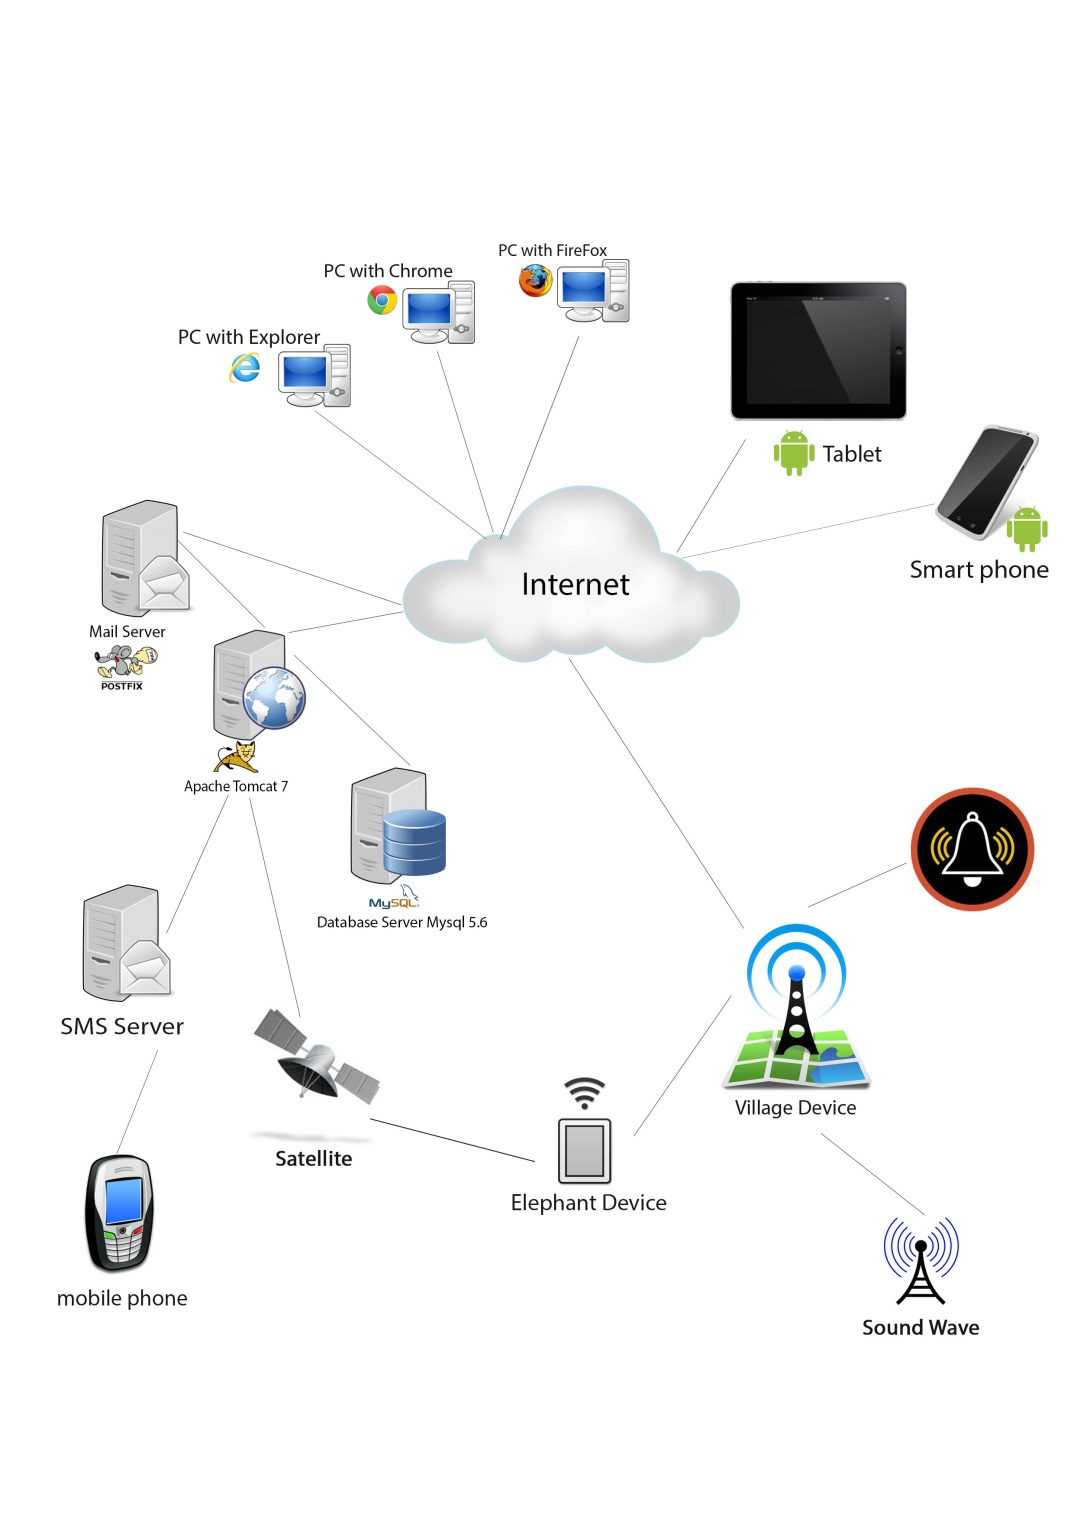 PC with FireFox
PC with Chrome
PC with Explorer
Tablet
Smart phone
Internet
Mail Server
POSTFIX
Apache Tomcat 7
MySQL
Database Server Mysql 5.6
SMS Server
Satellite
Elephant Device
Village Device
mobile phone
Sound Wave